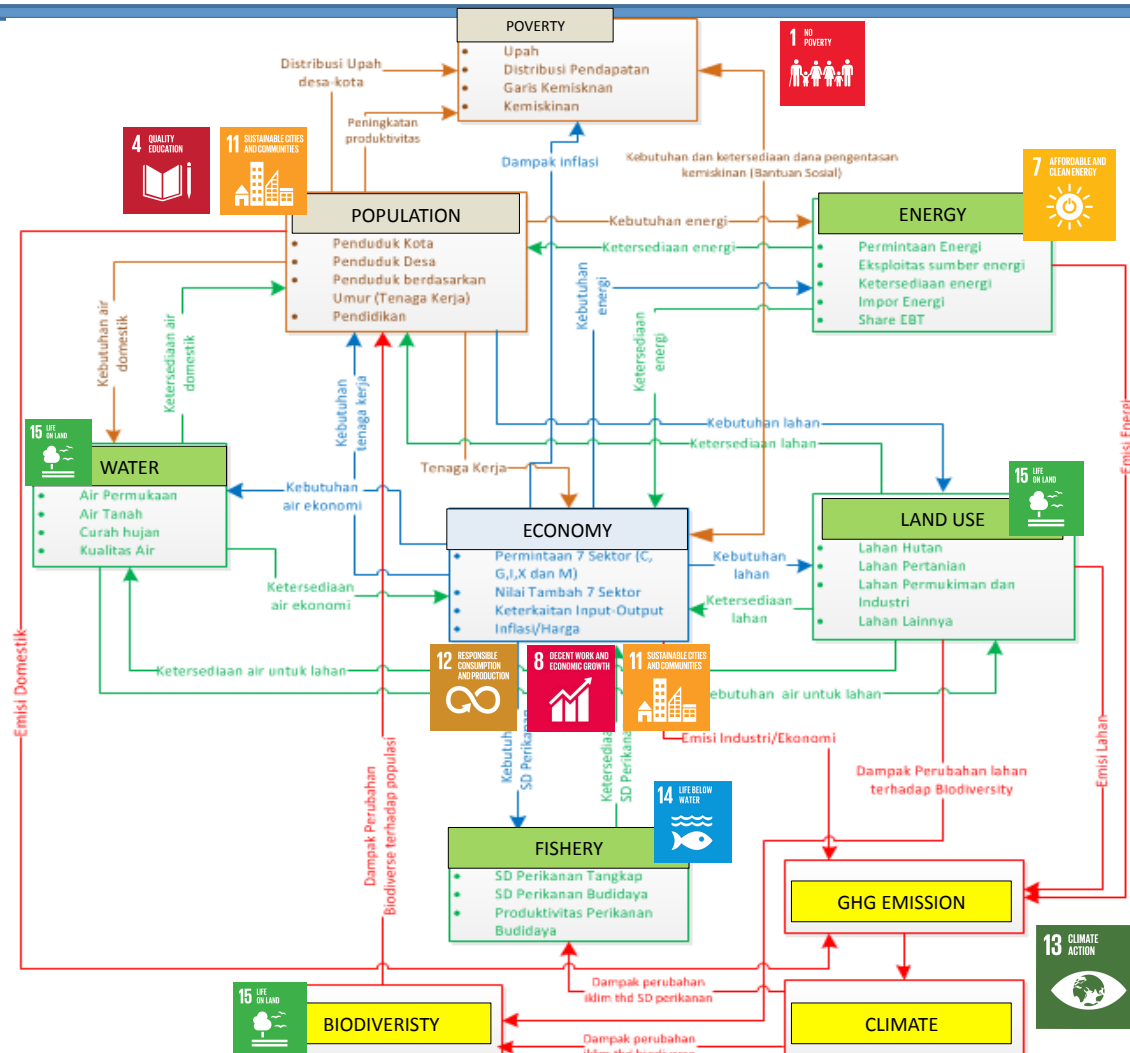 POVERTY
Upah
Distribusi Pendapatan
Garis Kemisknan
Kemiskinan
1 NO
POVERTY
Distribusi Upah
desa-kota
Peningkatan
produktivitas
Dampak inflasi
Kebutuhan dan ketersediaan dana pengentasan
kemiskinan (Bantuan Sosial)
4 QUALITY
EDUCATION
11 SUSTAINABLE CITIES
AND COMMUNITIES
7 AFFORDABLE AND
CLEAN ENERGY
POPULATION
Penduduk Kota
Penduduk Desa
Penduduk berdasarkan
Umur (Tenaga Kerja)
Pendidikan
Kebutuhan energi
Ketersediaan energi
ENERGY
Permintaan Energi
Eksploitas sumber energi
Ketersediaan energi
Impor Energi
Share EBT
Kebutuhan
energi
Ketersediaan
energi
Kebutuhan air
domestik
Ketersediaan air
domestik
Kebutuhan
tenaga kerja
Kebutuhan lahan
Ketersediaan lahan
Emisi Energi
15 LIFE
ON LAND
WATER
Air Permukaan
Air Tanah
Curah hujan
Kualitas Air
Kebutuhan
air ekonomi
Tenaga Kerja
15 LIFE
ON LAND
ECONOMY
Permintaan 7 Sektor (C,
G,I,X dan M)
Nilai Tambah 7 Sektor
Keterkaitan Input-Output
Inflasi/Harga
Kebutuhan
lahan
Ketersediaan
lahan
LAND USE
Lahan Hutan
Lahan Pertanian
Lahan Permukiman dan
Industri
Lahan Lainnya
Ketersediaan
air ekonomi
Ketersediaan air untuk lahan
12 RESPONSIBLE
CONSUMPTION
AND PRODUCTION
8 DECENT WORK AND
ECONOMIC GROWTH
11 SUSTAINABLE CITIES
AND COMMUNITIES
ebutuhan air untuk lahan
Emisi Domestik
Emisi Industri/Ekonomi
SD Perikanan
SD Perikana
Dampak Perubahan
Biodiverse terhadap populasi
Dampak Perubahan lahan
terhadap Biodiversity
Emisi Lahan
14 LIFE BELOW
WATER
FISHERY
SD Perikanan Tangkap
SD Perikanan Budidaya
Produktivitas Perikanan
Budidaya
GHG EMISSION
13 CLIMATE
ACTION
Dampak perubahan
iklim thd SD perikanan
15 LIFE
ON LAND
BIODIVERISTY
CLIMATE
Dampak perubahan